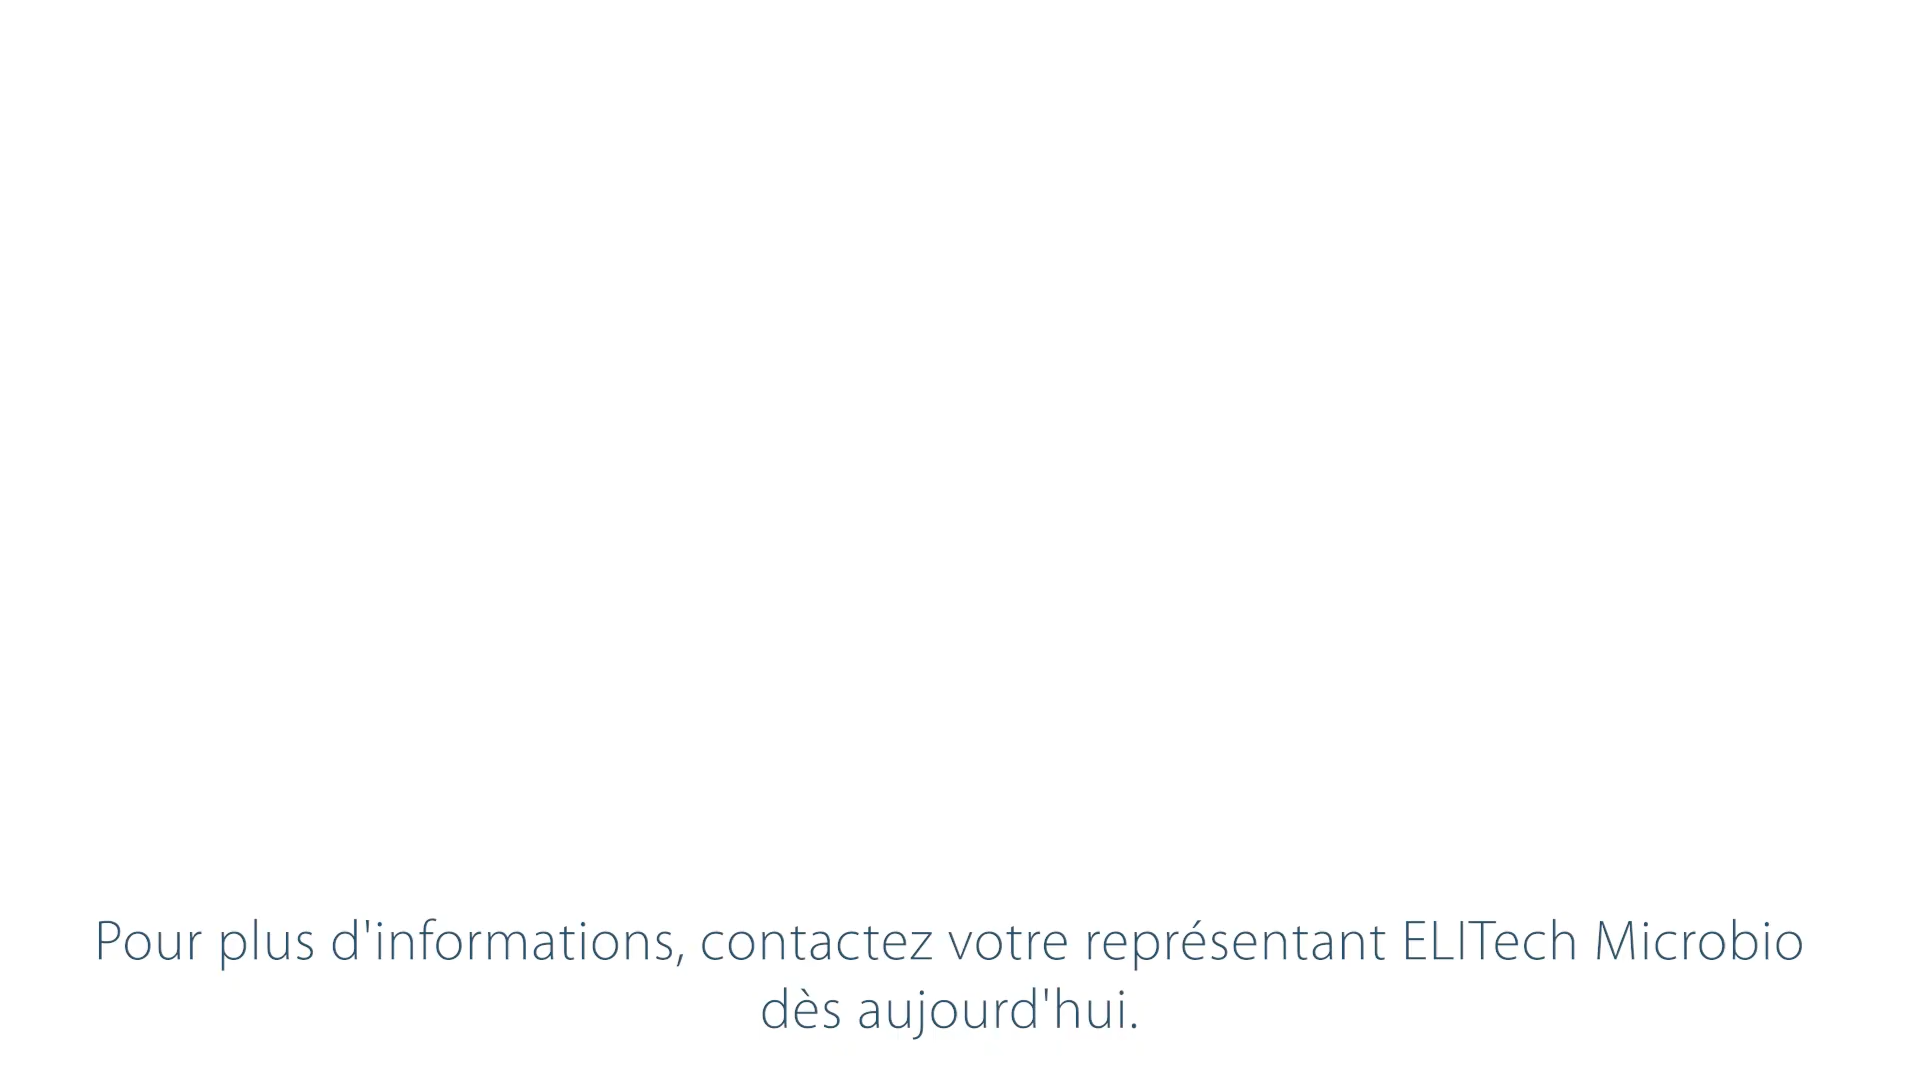 Pour plus d'informations, contactez votre représentant ELITech Microbio
dès aujourd'hui.